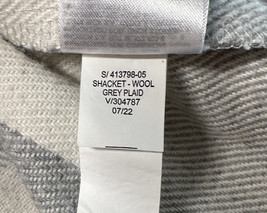 S/ 413798-05
SHACKET - WOOL
GREY PLAID
V/304787
07/22